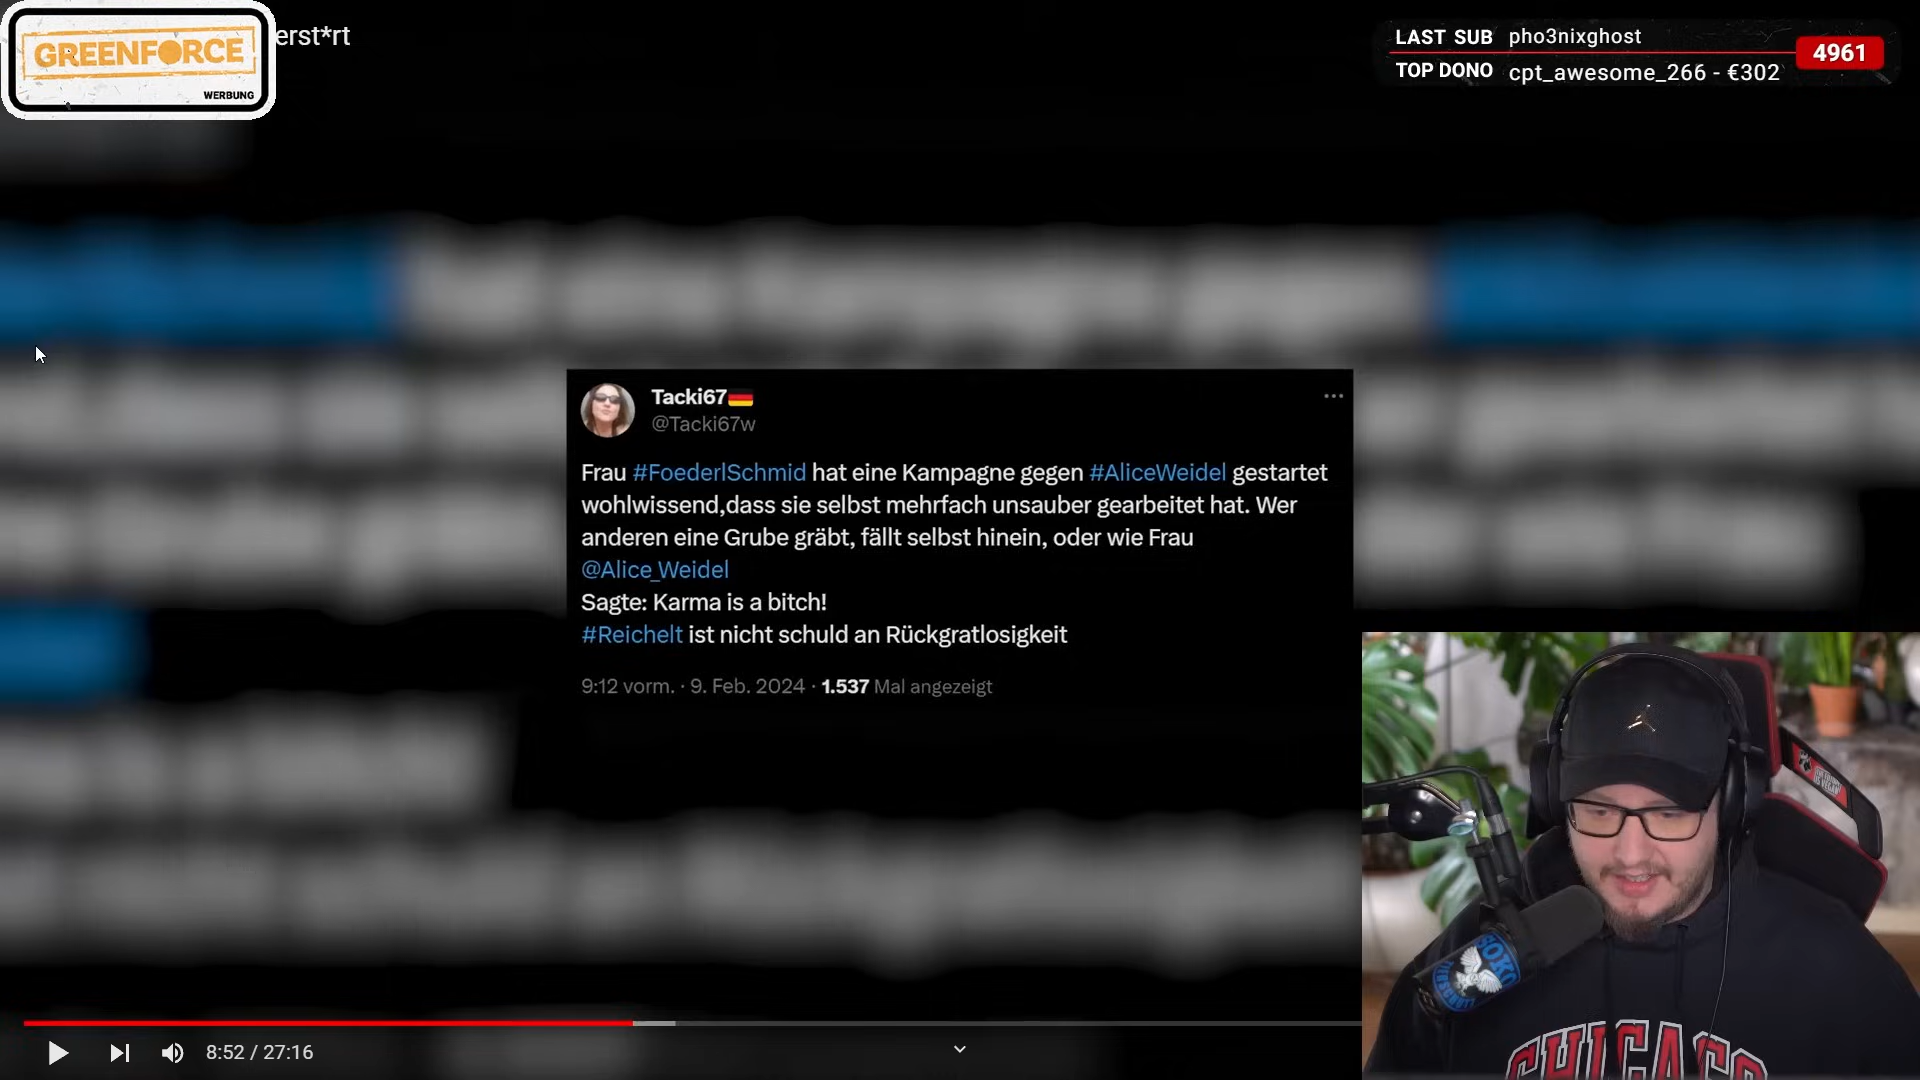 GREENFORCE
WERBUNG
erst*rt
LAST SUB pho3nixghost
TOP DONO cpt_awesome_266 - €302
4961
Tacki67
@Tacki67w
Frau #FoederlSchmid hat eine Kampagne gegen #AliceWeidel gestartet
wohlwissend,dass sie selbst mehrfach unsauber gearbeitet hat. Wer
anderen eine Grube gräbt, fällt selbst hinein, oder wie Frau
@Alice_Weidel
Sagte: Karma is a bitch!
#Reichelt ist nicht schuld an Rückgratlosigkeit
9:12 vorm. · 9. Feb. 2024 · 1.537 Mal angezeigt
SOKO
CHICAGO
8:52 / 27:16